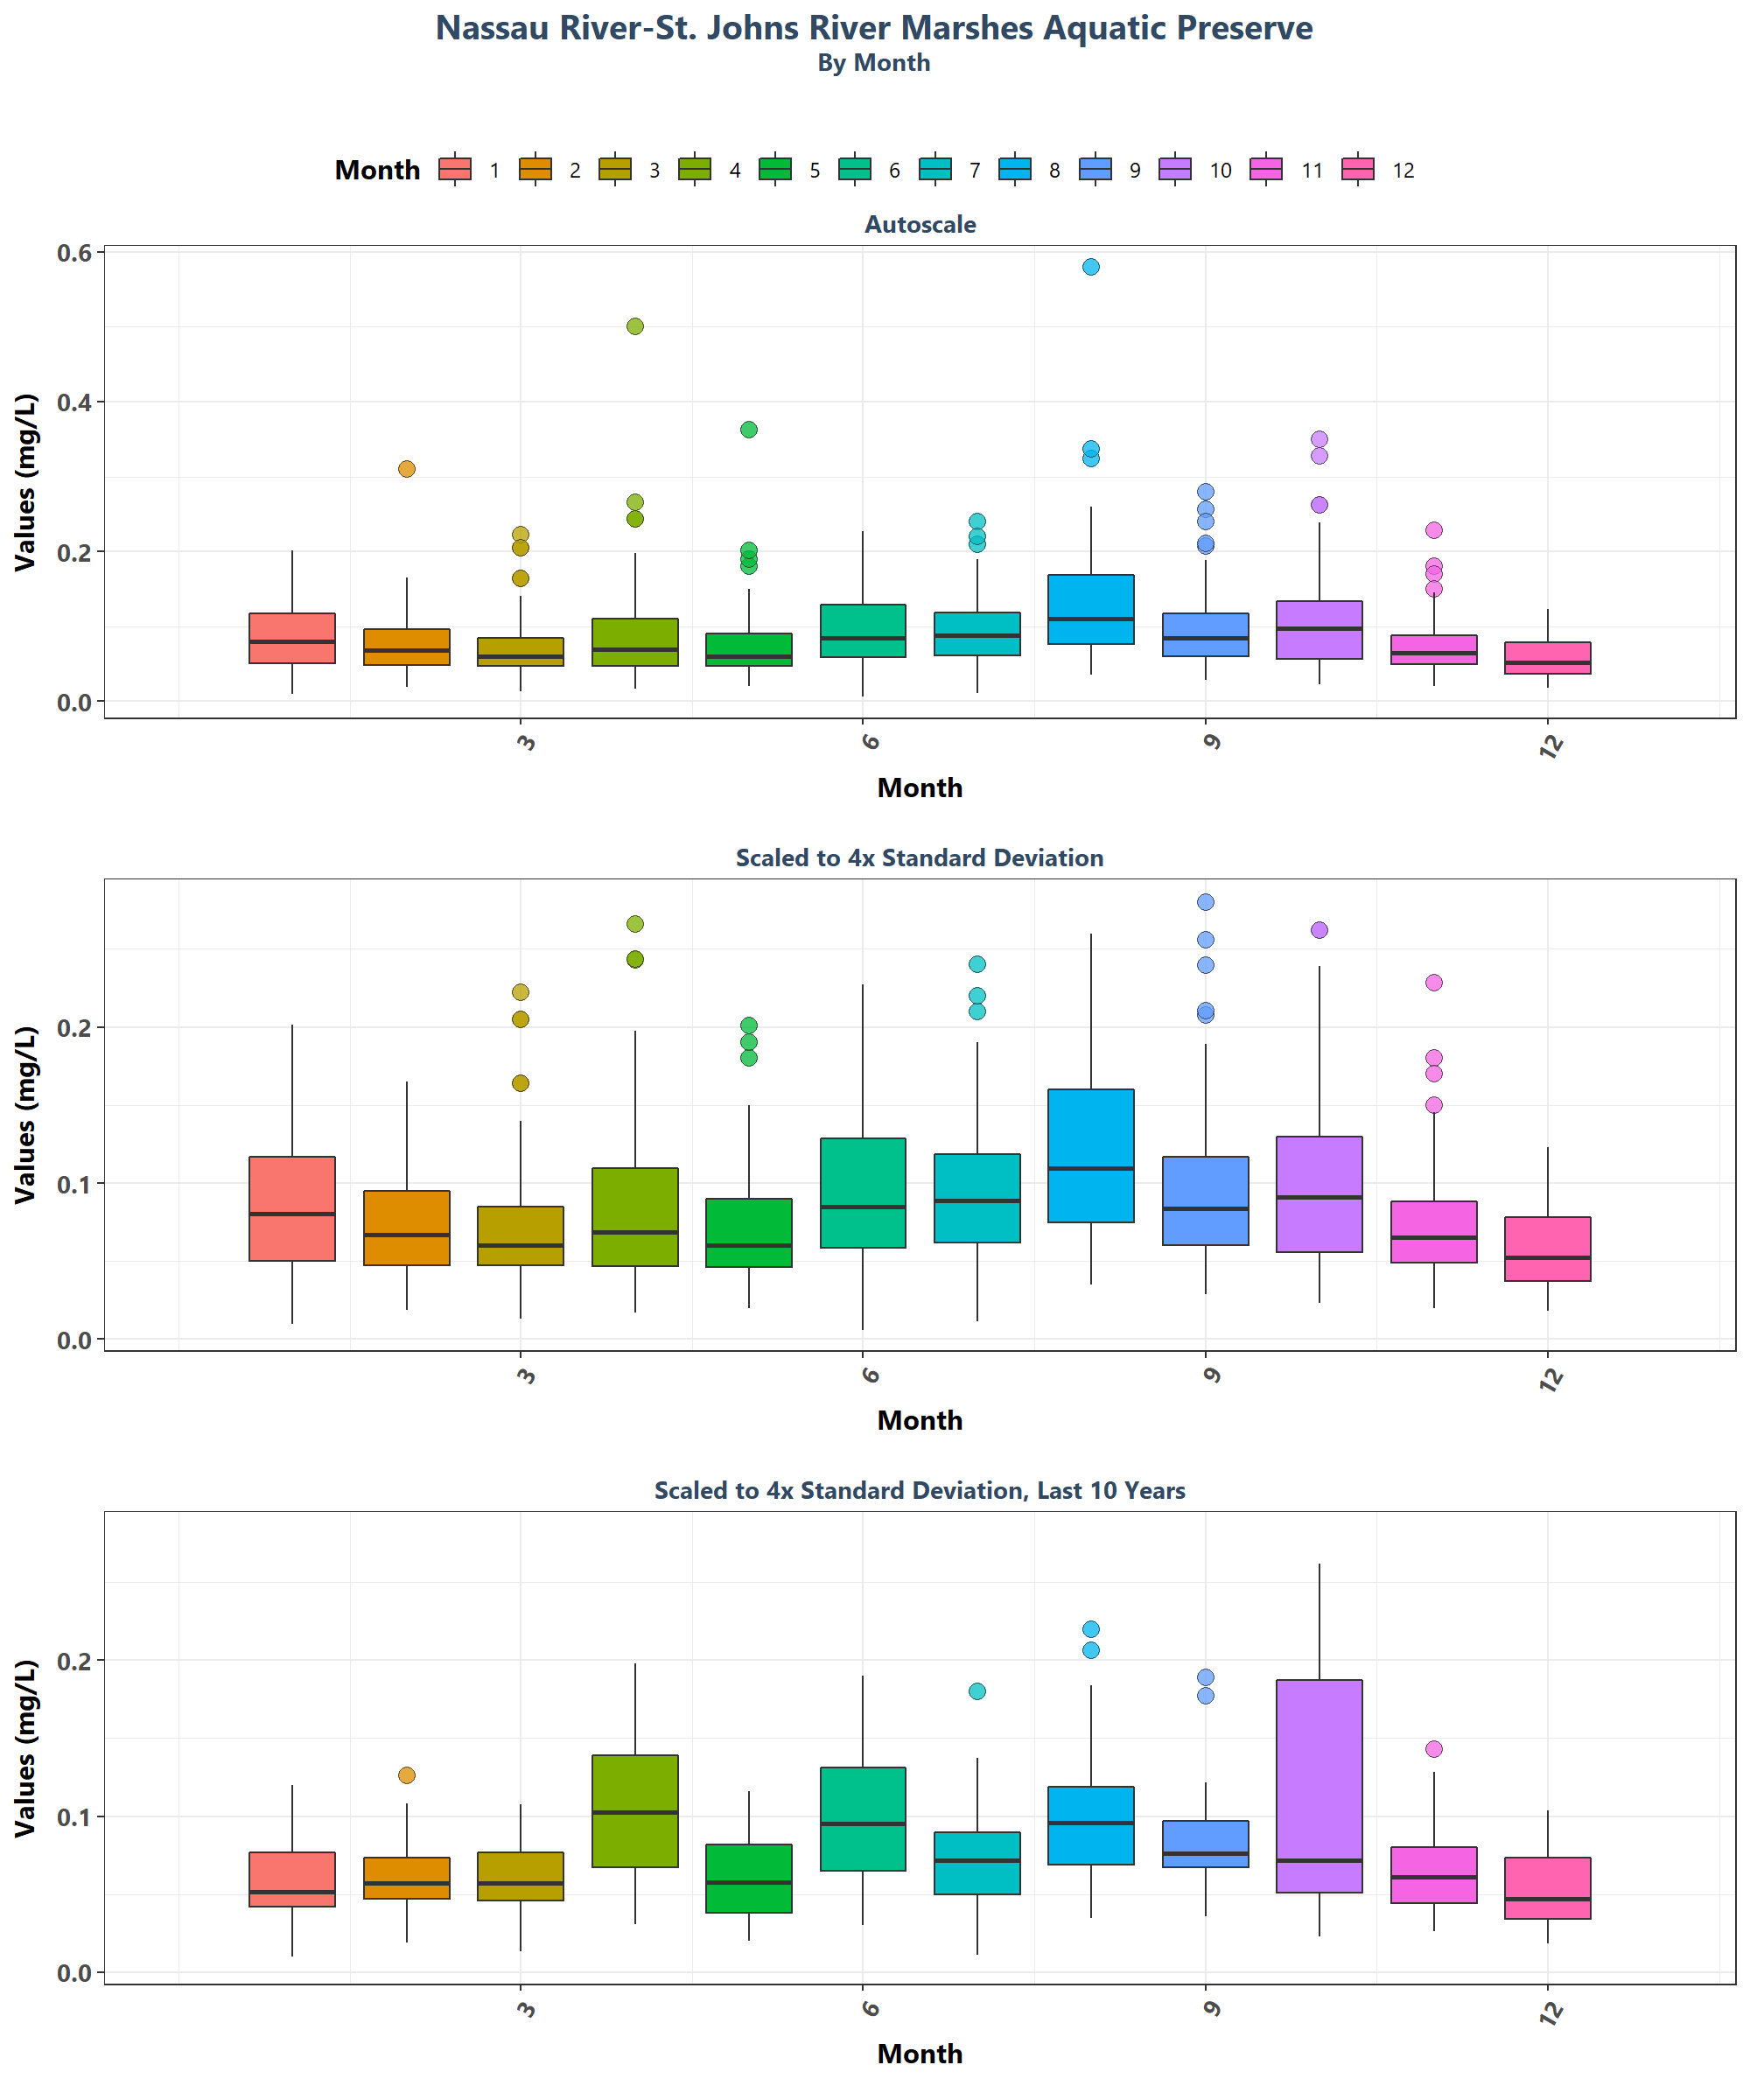 Nassau River-St. Johns River Marshes Aquatic Preserve
By Month
Month 1 2 3 4 5 6 7 8 9 10 11 12
Autoscale
Values (mg/L)
0.6
0.4
0.2
0.0
3 6 9 12
Month
Scaled to 4x Standard Deviation
Values (mg/L)
0.2
0.1
0.0
3 6 9 12
Month
Scaled to 4x Standard Deviation, Last 10 Years
Values (mg/L)
0.2
0.1
0.0
3 6 9 12
Month